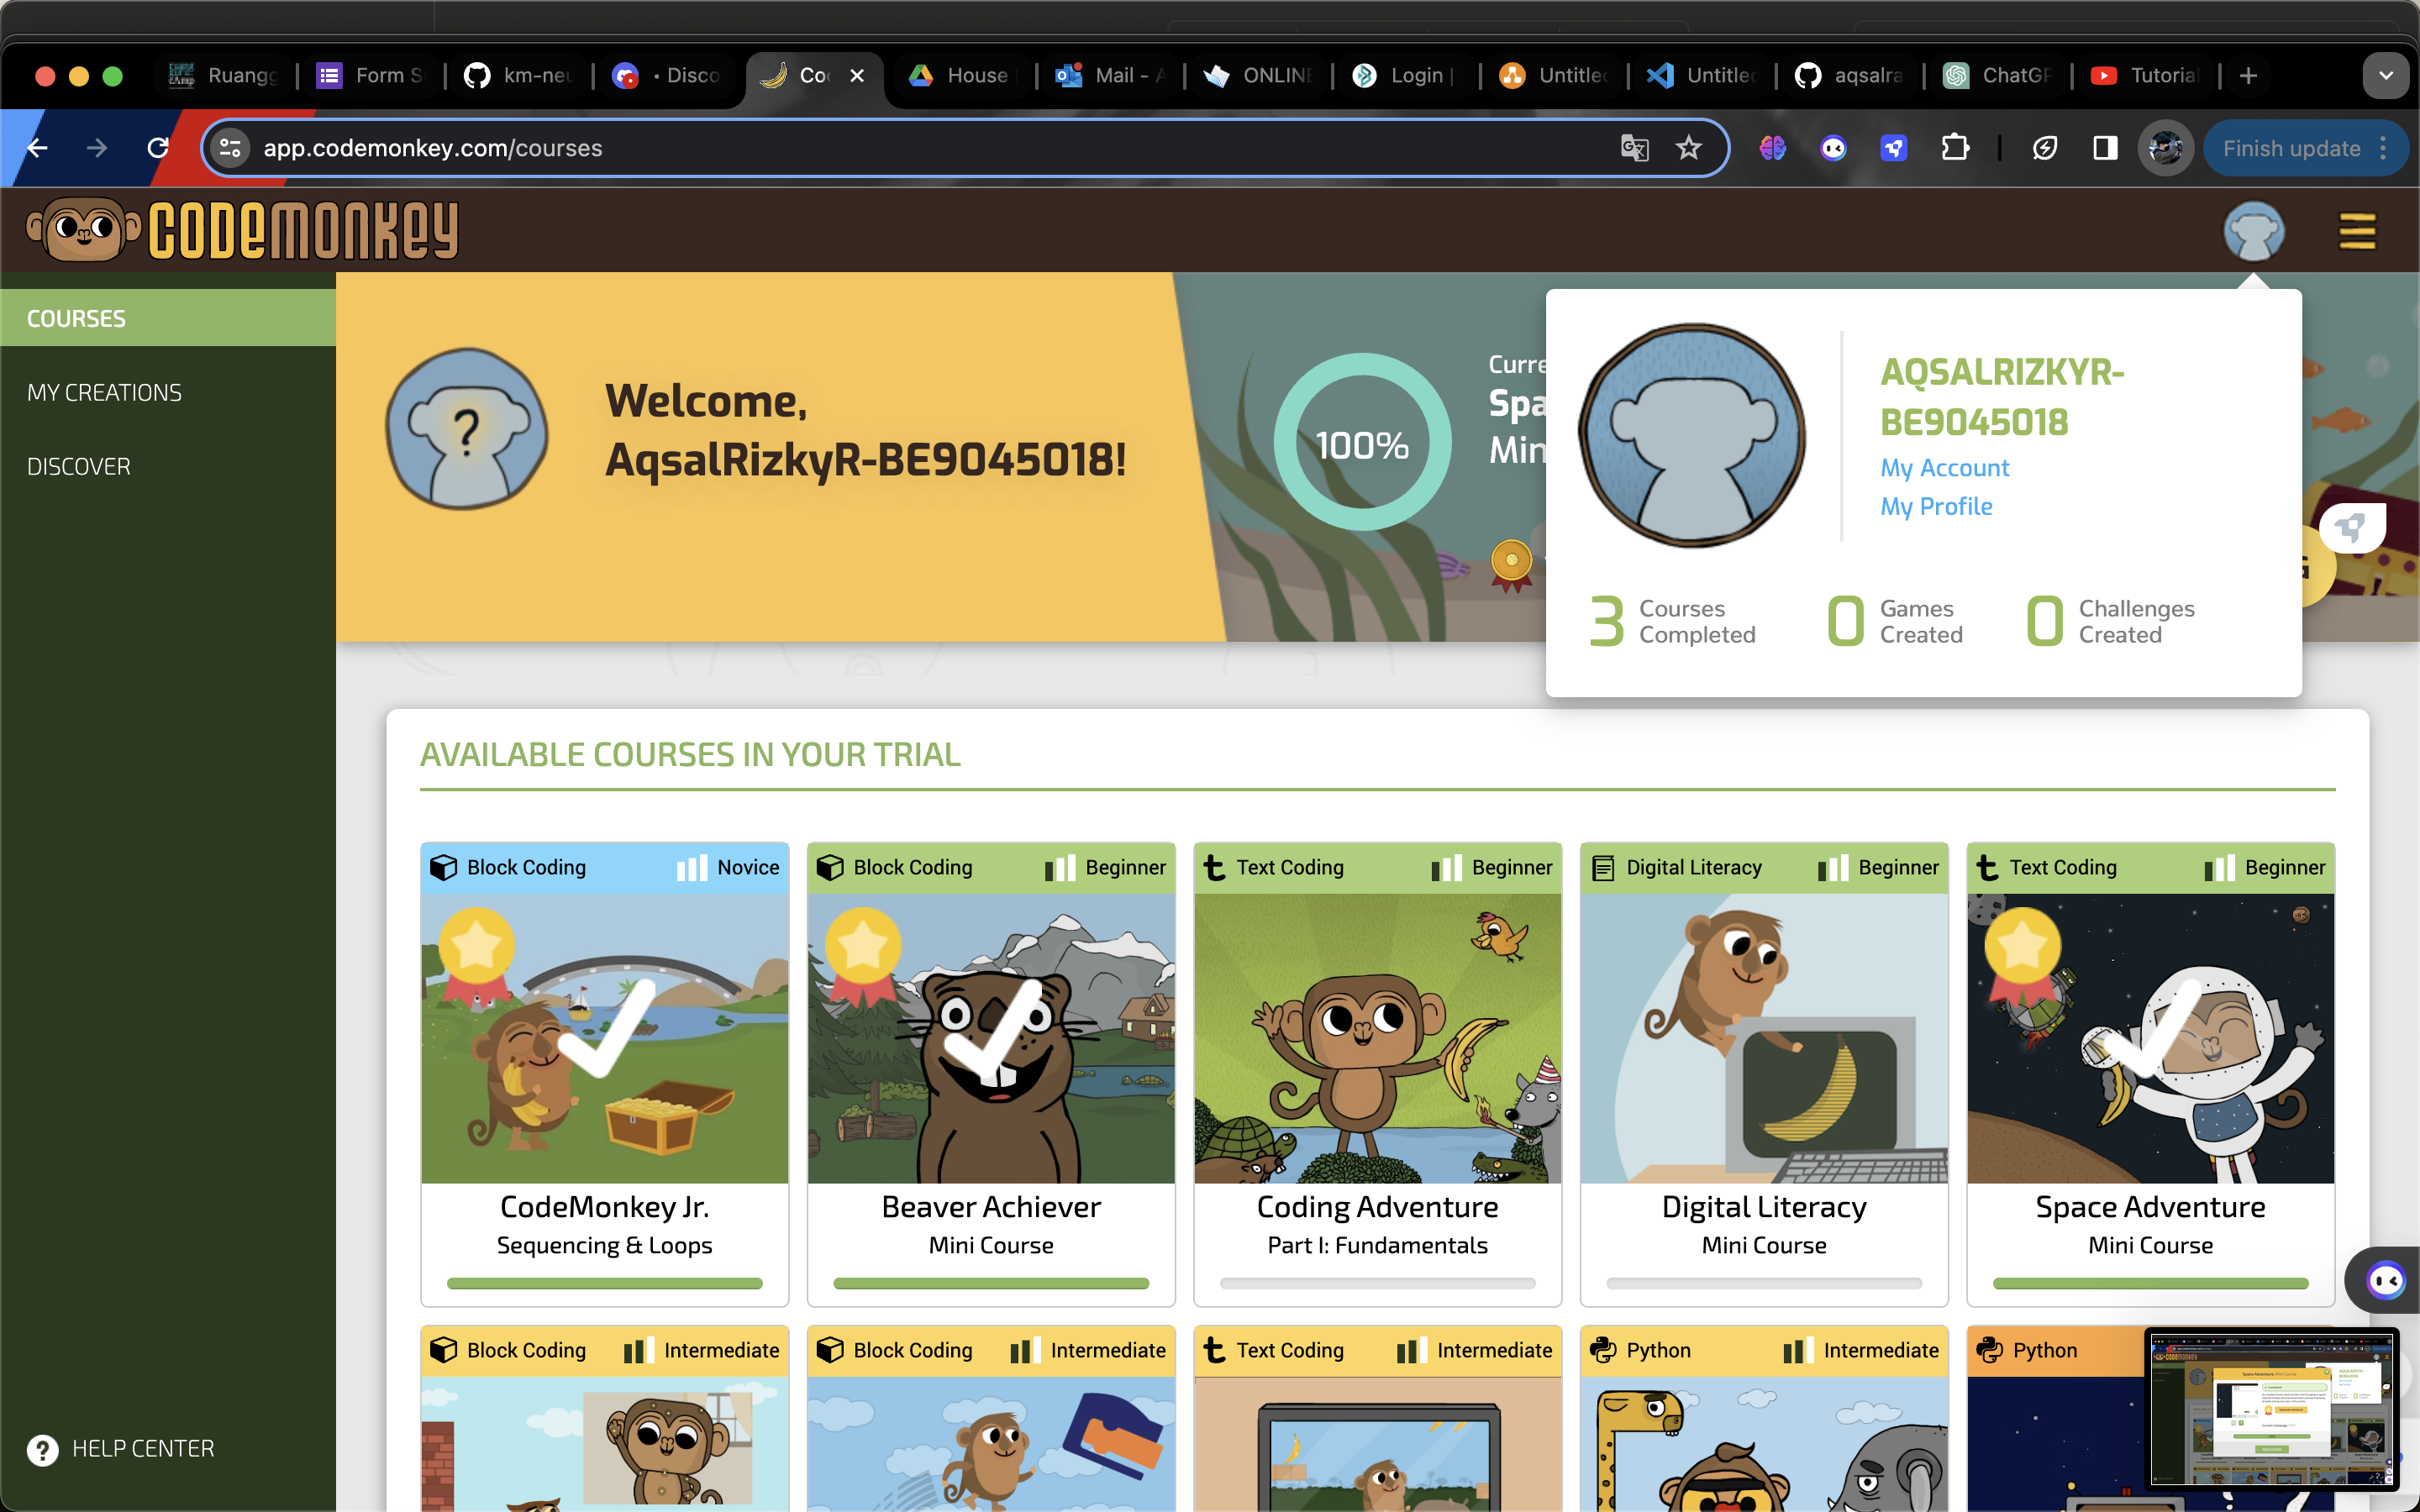 Ruangg
Form S
km-neu
• Disco
Co
House
Mail - A
ONLINE
Login |
Untitled
Untitled
aqsalra
ChatGP
Tutorial
app.codemonkey.com/courses
Finish update
CODEMONKEY
COURSES
MY CREATIONS
DISCOVER
HELP CENTER
Welcome,
AqsalRizkyR-BE9045018!
100%
Curre
Spa
Min
AQSALRIZKYR-
BE9045018
My Account
My Profile
3 Courses Completed
0 Games Created
0 Challenges Created
AVAILABLE COURSES IN YOUR TRIAL
Block Coding Novice
CodeMonkey Jr.
Sequencing & Loops
Block Coding Beginner
Beaver Achiever
Mini Course
Text Coding Beginner
Coding Adventure
Part I: Fundamentals
Digital Literacy Beginner
Digital Literacy
Mini Course
Text Coding Beginner
Space Adventure
Mini Course
Block Coding Intermediate
Block Coding Intermediate
Text Coding Intermediate
Python Intermediate
Python